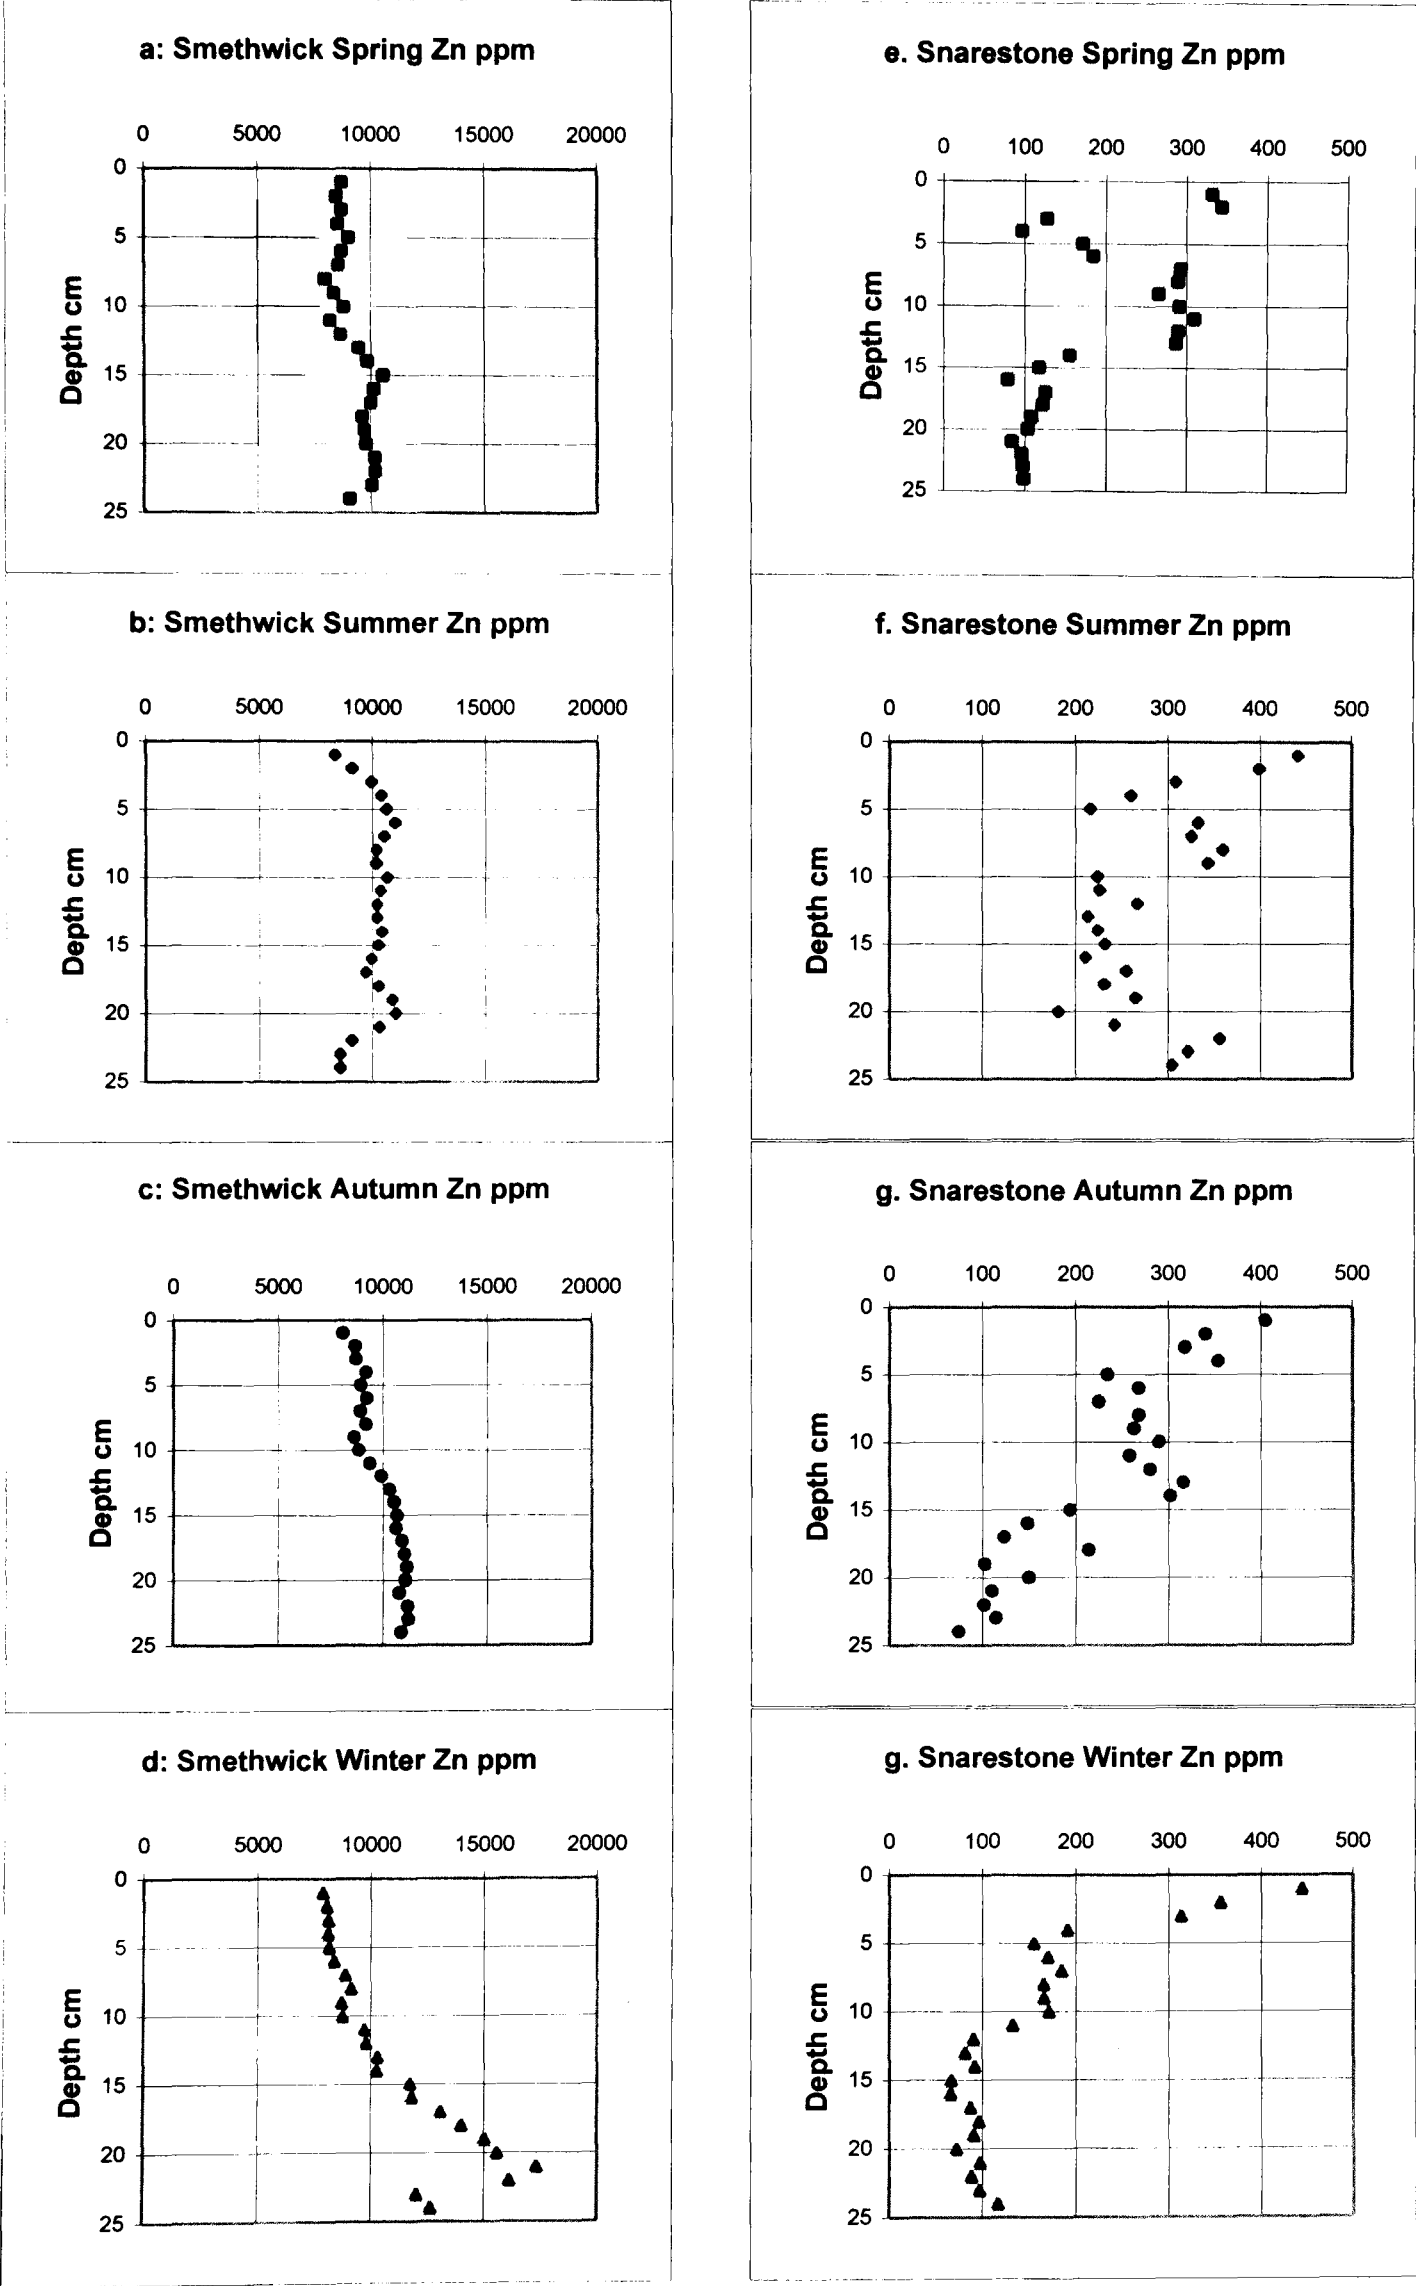 a: Smethwick Spring Zn ppm
0 5000 10000 15000 20000
0
5
10
15
20
25
Depth cm
b: Smethwick Summer Zn ppm
0 5000 10000 15000 20000
0
5
10
15
20
25
Depth cm
c: Smethwick Autumn Zn ppm
0 5000 10000 15000 20000
0
5
10
15
20
25
Depth cm
d: Smethwick Winter Zn ppm
0 5000 10000 15000 20000
0
5
10
15
20
25
Depth cm
e. Snarestone Spring Zn ppm
0 100 200 300 400 500
0
5
10
15
20
25
Depth cm
f. Snarestone Summer Zn ppm
0 100 200 300 400 500
0
5
10
15
20
25
Depth cm
g. Snarestone Autumn Zn ppm
0 100 200 300 400 500
0
5
10
15
20
25
Depth cm
g. Snarestone Winter Zn ppm
0 100 200 300 400 500
0
5
10
15
20
25
Depth cm